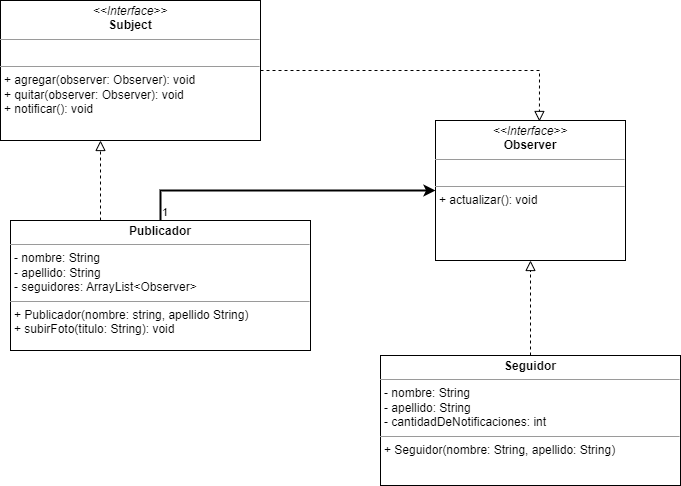 <<Interface>>
Subject
+ agregar(observer: Observer): void
+ quitar(observer: Observer): void
+ notificar(): void
<<Interface>>
Observer
+ actualizar(): void
1
Publicador
- nombre: String
- apellido: String
- seguidores: ArrayList<Observer>
+ Publicador(nombre: string, apellido String)
+ subirFoto(titulo: String): void
Seguidor
- nombre: String
- apellido: String
- cantidadDeNotificaciones: int
+ Seguidor(nombre: String, apellido: String)